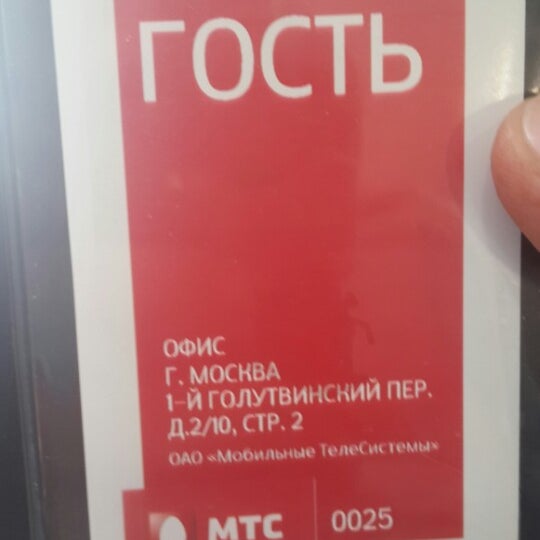 ГОСТЬ
ОФИС
Г. МОСКВА
1-Й ГОЛУТВИНСКИЙ ПЕР.
Д.2/10, СТР. 2
ОАО «Мобильные ТелеСистемы»
МТС
0025